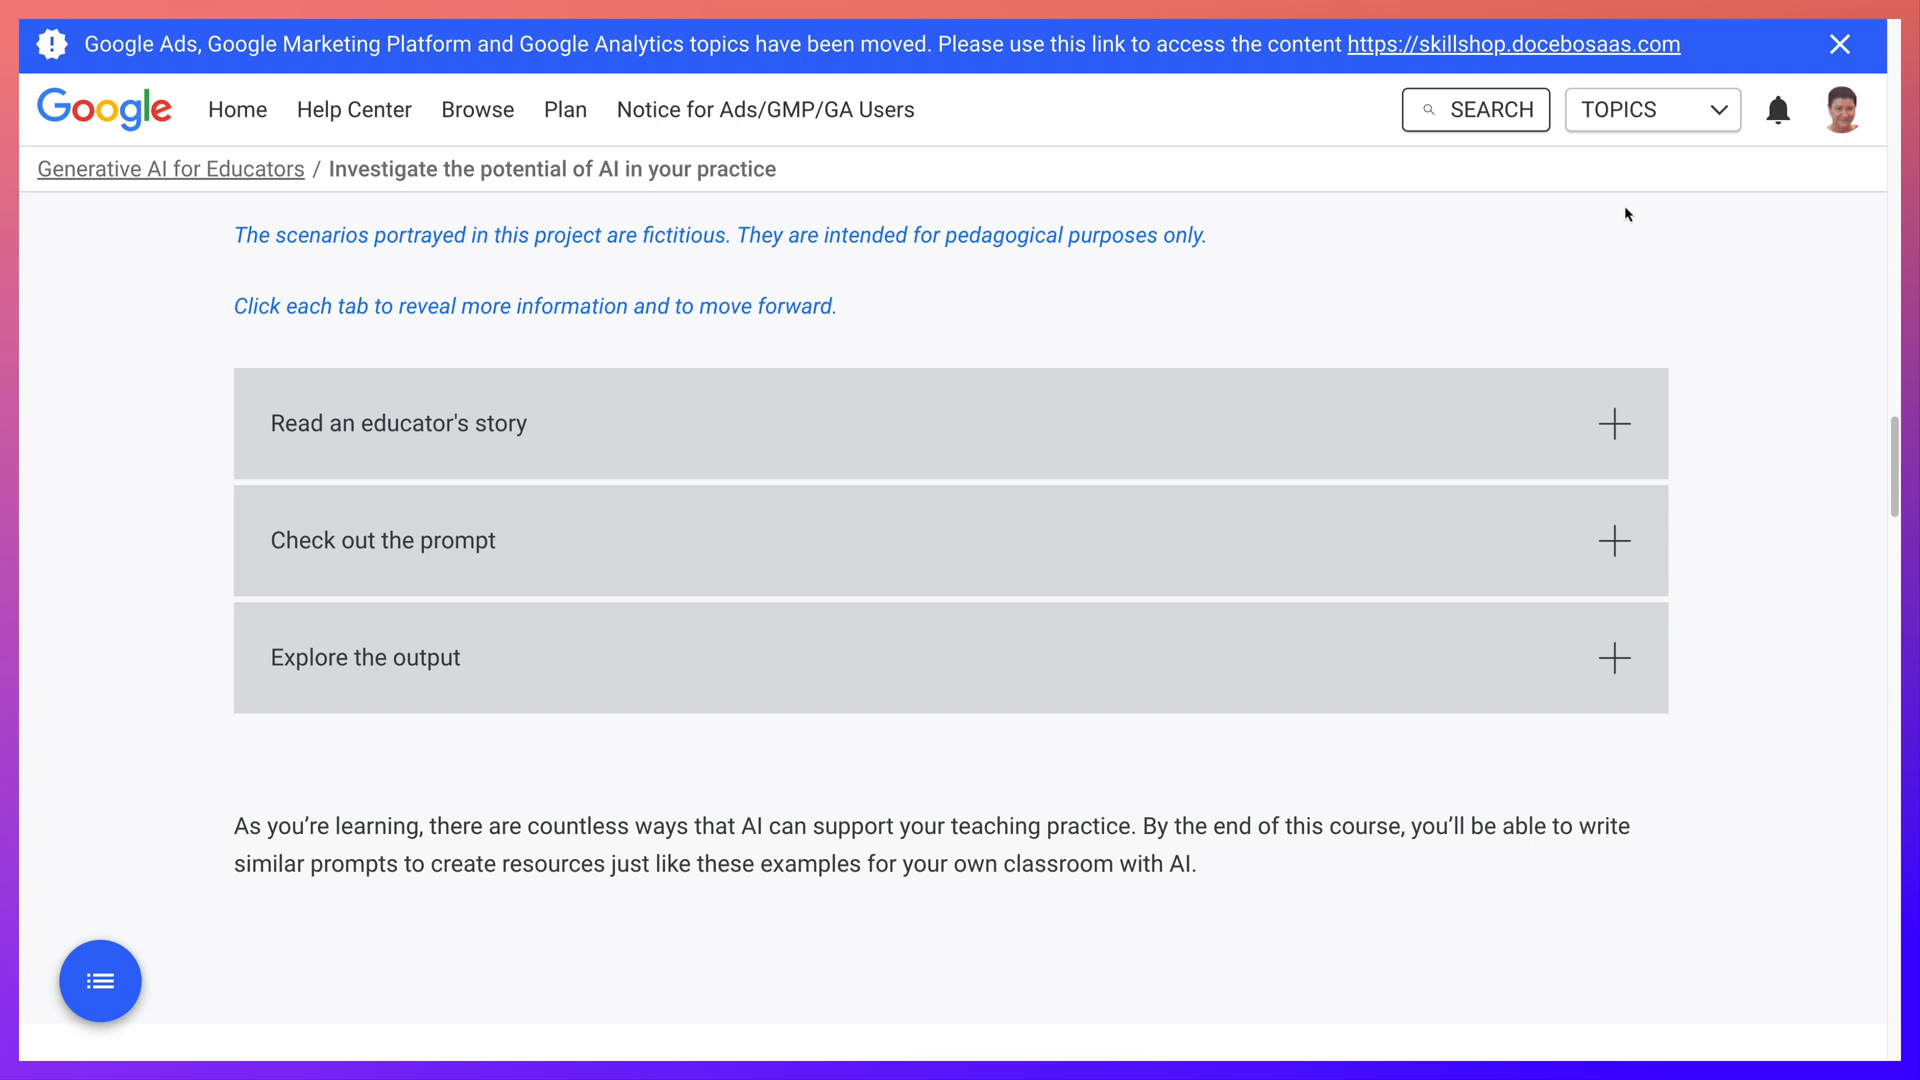 Google Ads, Google Marketing Platform and Google Analytics topics have been moved. Please use this link to access the content https://skillshop.docebosaas.com
Google Home Help Center Browse Plan Notice for Ads/GMP/GA Users SEARCH TOPICS
Generative AI for Educators / Investigate the potential of AI in your practice
The scenarios portrayed in this project are fictitious. They are intended for pedagogical purposes only.
Click each tab to reveal more information and to move forward.
Read an educator's story
Check out the prompt
Explore the output
As you’re learning, there are countless ways that AI can support your teaching practice. By the end of this course, you’ll be able to write
similar prompts to create resources just like these examples for your own classroom with AI.